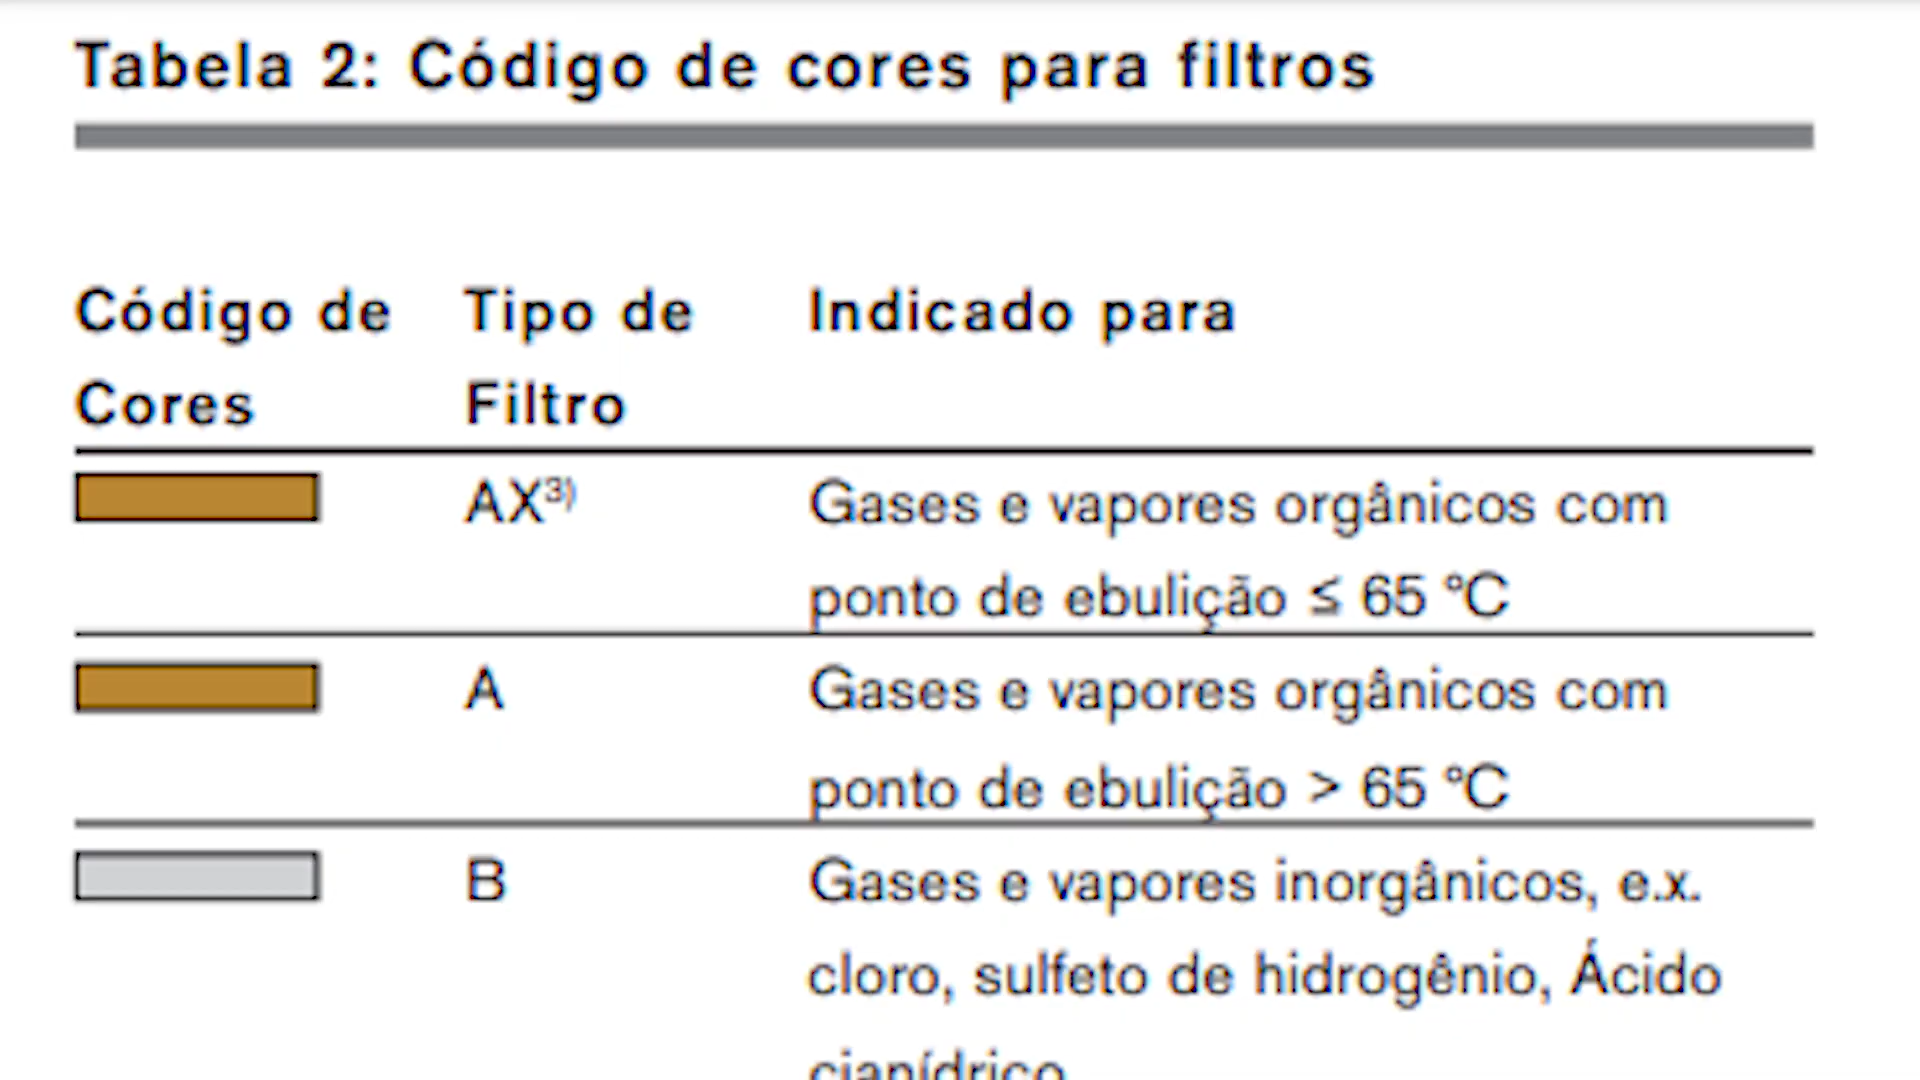 Tabela 2: Código de cores para filtros
Código de Cores Tipo de Filtro Indicado para
AX³⁾ Gases e vapores orgânicos com
ponto de ebulição ≤ 65 °C
A Gases e vapores orgânicos com
ponto de ebulição > 65 °C
B Gases e vapores inorgânicos, e.x.
cloro, sulfeto de hidrogênio, Ácido
cianídrico